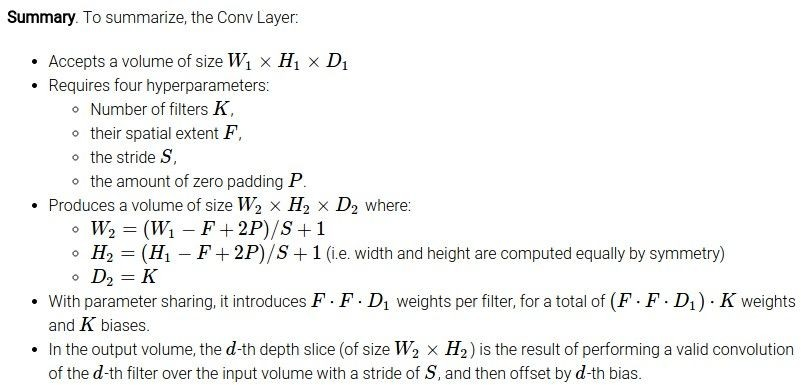 Summary. To summarize, the Conv Layer:
• Accepts a volume of size W₁ × H₁ × D₁
• Requires four hyperparameters:
◦ Number of filters K,
◦ their spatial extent F,
◦ the stride S,
◦ the amount of zero padding P.
• Produces a volume of size W₂ × H₂ × D₂ where:
◦ W₂ = (W₁ − F + 2P)/S + 1
◦ H₂ = (H₁ − F + 2P)/S + 1 (i.e. width and height are computed equally by symmetry)
◦ D₂ = K
• With parameter sharing, it introduces F · F · D₁ weights per filter, for a total of (F · F · D₁) · K weights
and K biases.
• In the output volume, the d-th depth slice (of size W₂ × H₂) is the result of performing a valid convolution
of the d-th filter over the input volume with a stride of S, and then offset by d-th bias.